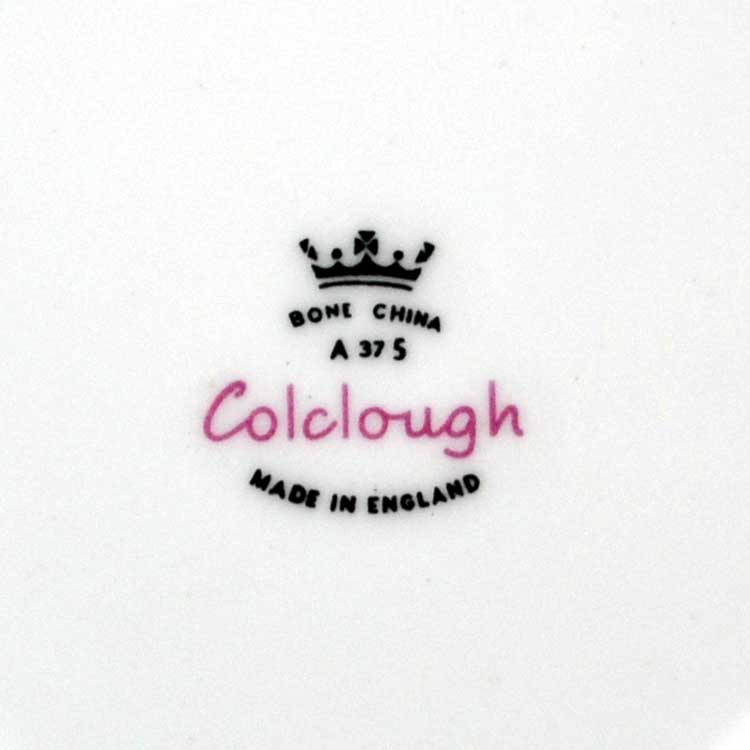 BONE CHINA
A 37 5
Colclough
MADE IN ENGLAND